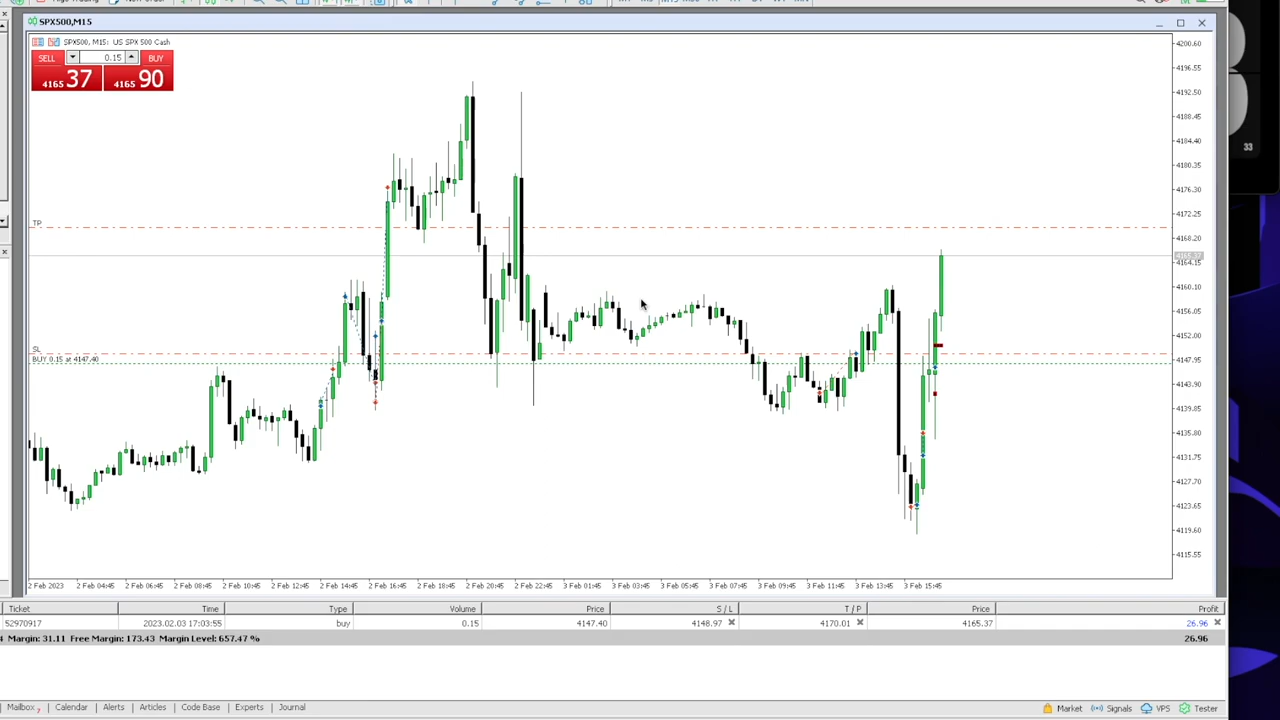 SPX500,M15
SPX500, M15: US SPX 500 Cash
SELL 0.15 BUY
4165 37 4165 90
4200.60
4196.55
4192.50
4188.45
4184.40
4180.35
4176.30
4172.25
4168.20
4165.37
4164.15
4160.10
4156.05
4152.00
4147.95
4143.90
4139.85
4135.80
4131.75
4127.70
4123.65
4119.60
4115.55
TP
SL
BUY 0.15 at 4147.40
2 Feb 2023 2 Feb 04:45 2 Feb 06:45 2 Feb 08:45 2 Feb 10:45 2 Feb 12:45 2 Feb 14:45 2 Feb 16:45 2 Feb 18:45 2 Feb 20:45 2 Feb 22:45 3 Feb 01:45 3 Feb 03:45 3 Feb 05:45 3 Feb 07:45 3 Feb 09:45 3 Feb 11:45 3 Feb 13:45 3 Feb 15:45
Ticket Time Type Volume Price S / L T / P Price Profit
52970917 2023.02.03 17:03:55 buy 0.15 4147.40 4148.97 4170.01 4165.37 26.96
4 Margin: 31.11 Free Margin: 173.43 Margin Level: 657.47 % 26.96
Mailbox 7 Calendar Alerts Articles Code Base Experts Journal Market Signals VPS Tester
33